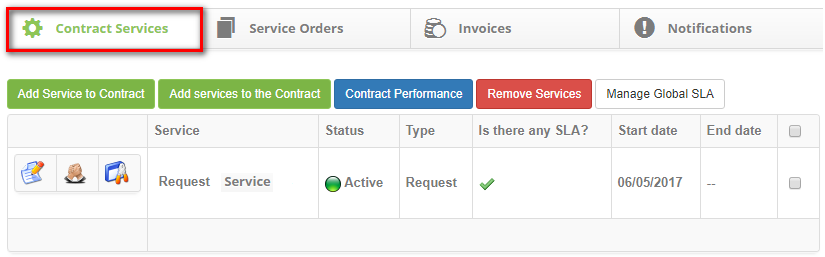 Contract Services Service Orders Invoices Notifications
Add Service to Contract Add services to the Contract Contract Performance Remove Services Manage Global SLA
Service Status Type Is there any SLA? Start date End date
Request Service Active Request 06/05/2017 --